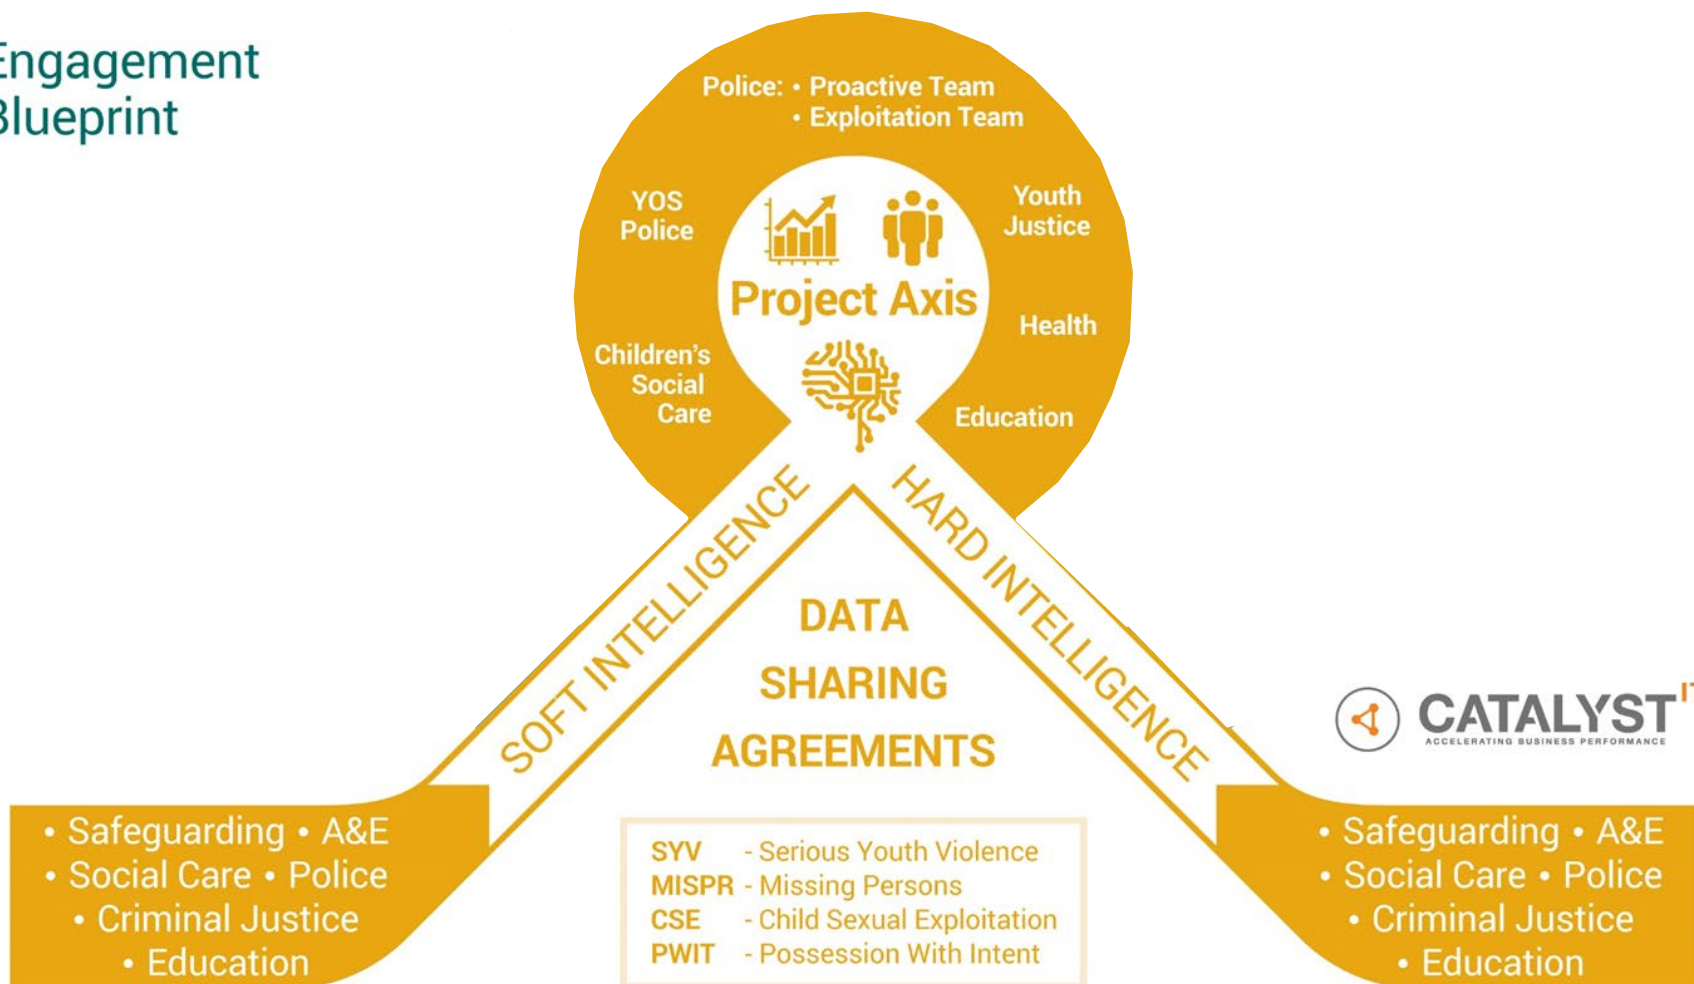 Engagement
Blueprint
Police: • Proactive Team
• Exploitation Team
YOS
Police
Youth
Justice
Project Axis
Health
Children's
Social
Care
Education
SOFT INTELLIGENCE
HARD INTELLIGENCE
DATA
SHARING
AGREEMENTS
CATALYST IT
ACCELERATING BUSINESS PERFORMANCE
• Safeguarding • A&E
• Social Care • Police
• Criminal Justice
• Education
SYV - Serious Youth Violence
MISPR - Missing Persons
CSE - Child Sexual Exploitation
PWIT - Possession With Intent
• Safeguarding • A&E
• Social Care • Police
• Criminal Justice
• Education